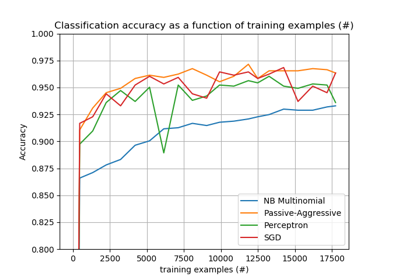 Classification accuracy as a function of training examples (#)
1.000
0.975
0.950
0.925
0.900
0.875
0.850
0.825
0.800
Accuracy
NB Multinomial
Passive-Aggressive
Perceptron
SGD
0 2500 5000 7500 10000 12500 15000 17500
training examples (#)